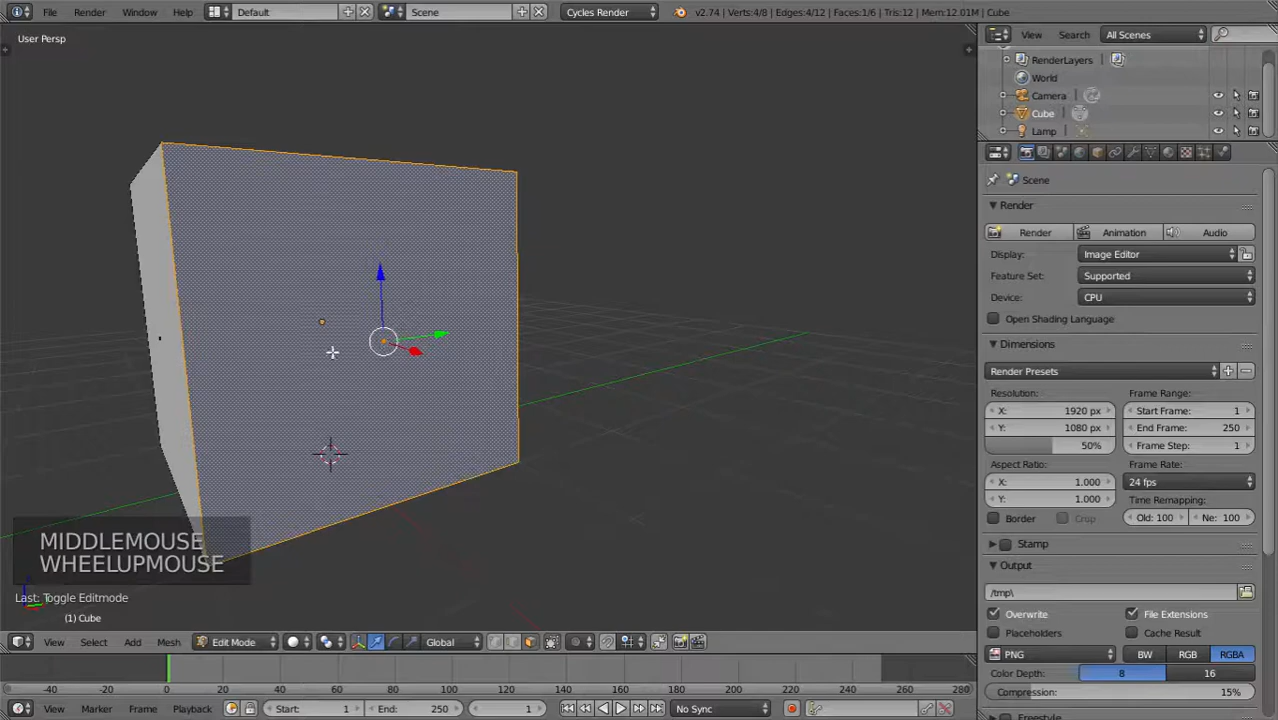 File Render Window Help Default Scene Cycles Render v2.74 | Verts:4/8 | Edges:4/12 | Faces:1/6 | Tris:12 | Mem:12.01M | Cube
User Persp
View Search All Scenes
RenderLayers
World
Camera
Cube
Lamp
Scene
Render
Render Animation Audio
Display: Image Editor
Feature Set: Supported
Device: CPU
Open Shading Language
Dimensions
Render Presets
Resolution: Frame Range:
X: 1920 px Start Frame: 1
Y: 1080 px End Frame: 250
50% Frame Step: 1
Aspect Ratio: Frame Rate:
X: 1.000 24 fps
Y: 1.000 Time Remapping:
Border Crop Old: 100 Ne: 100
Stamp
Output
/tmp\
Overwrite File Extensions
Placeholders Cache Result
PNG BW RGB RGBA
Color Depth: 8 16
Compression: 15%
MIDDLEMOUSE
WHEELUPMOUSE
Last: Toggle Editmode
(1) Cube
View Select Add Mesh Edit Mode Global
-40 -20 0 20 40 60 80 100 120 140 160 180 200 220 240 260 280
View Marker Frame Playback Start: 1 End: 250 1 No Sync